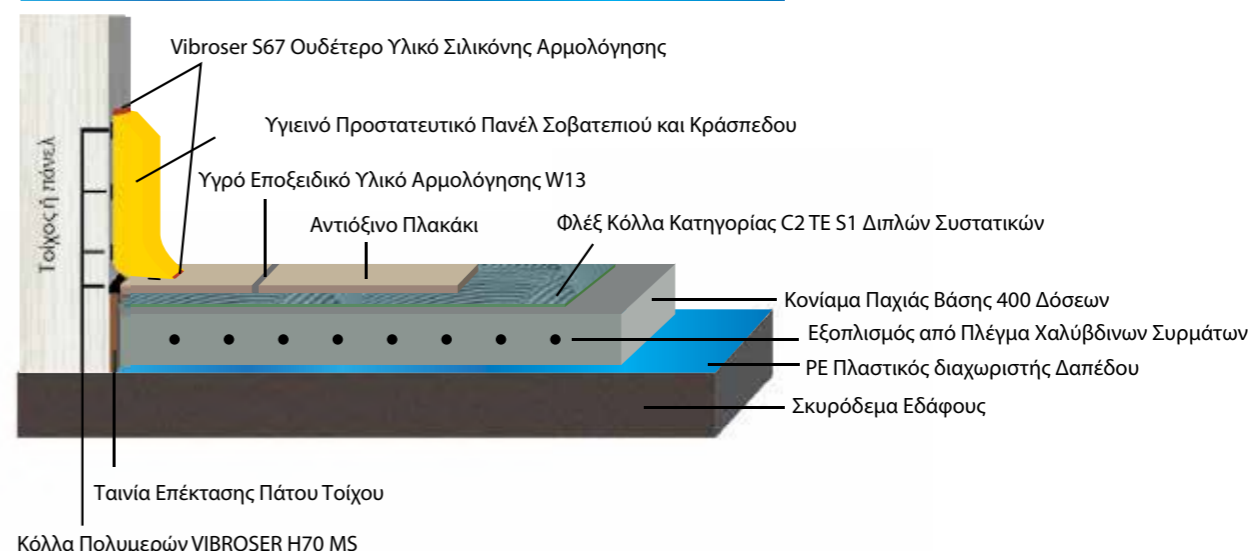 Vibroser S67 Ουδέτερο Υλικό Σιλικόνης Αρμολόγησης
Υγιεινό Προστατευτικό Πανέλ Σοβατεπιού και Κράσπεδου
Υγρό Εποξειδικό Υλικό Αρμολόγησης W13
Αντιόξινο Πλακάκι
Φλέξ Κόλλα Κατηγορίας C2 TE S1 Διπλών Συστατικών
Τοίχος ή πάνελ
Κονίαμα Παχιάς Βάσης 400 Δόσεων
Εξοπλισμός από Πλέγμα Χαλύβδινων Συρμάτων
PE Πλαστικός διαχωριστής Δαπέδου
Σκυρόδεμα Εδάφους
Ταινία Επέκτασης Πάτου Τοίχου
Κόλλα Πολυμερών VIBROSER H70 MS